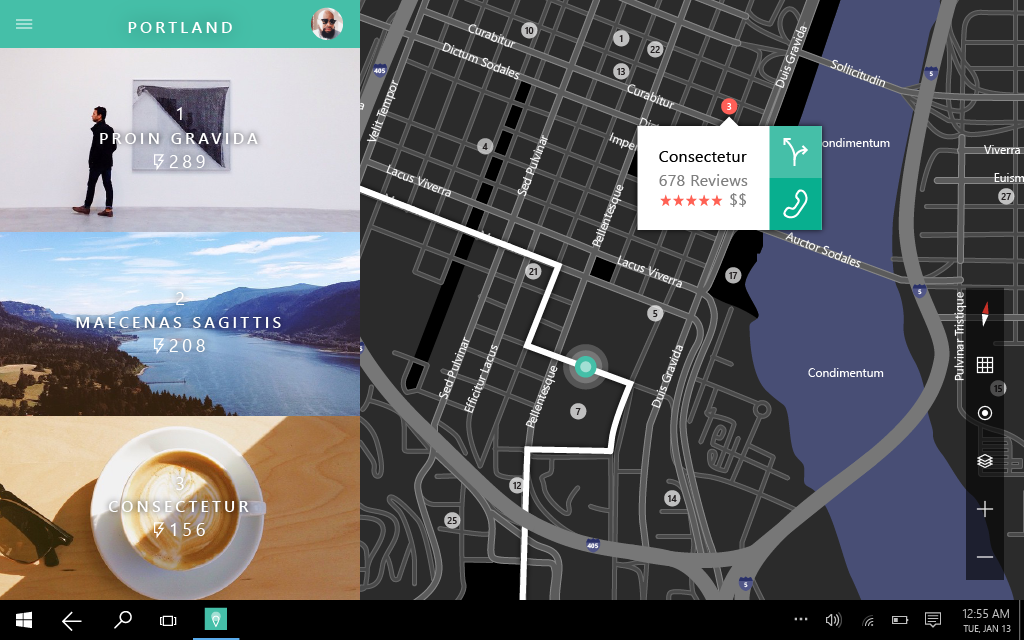 PORTLAND
1
PROIN GRAVIDA
289
2
MAECENAS SAGITTIS
208
3
CONSECTETUR
156
Curabitur
10
1
22
Duis Gravida
405
Dictum Sodales
13
Sollicitudin
5
Velit Tempor
Curabitur
3
4
Consectetur
678 Reviews
$$
ondimentum
Viverra
Sed Pulvinar
Lacus Viverra
Euism
27
Pellentesque
Auctor Sodales
21
Lacus Viverra
17
5
5
Pulvinar Tristique
Sed Pulvinar
Efficitur Lacus
Pellentesque
Duis Gravida
Condimentum
15
7
12
14
25
405
5
12:55 AM
TUE, JAN 13